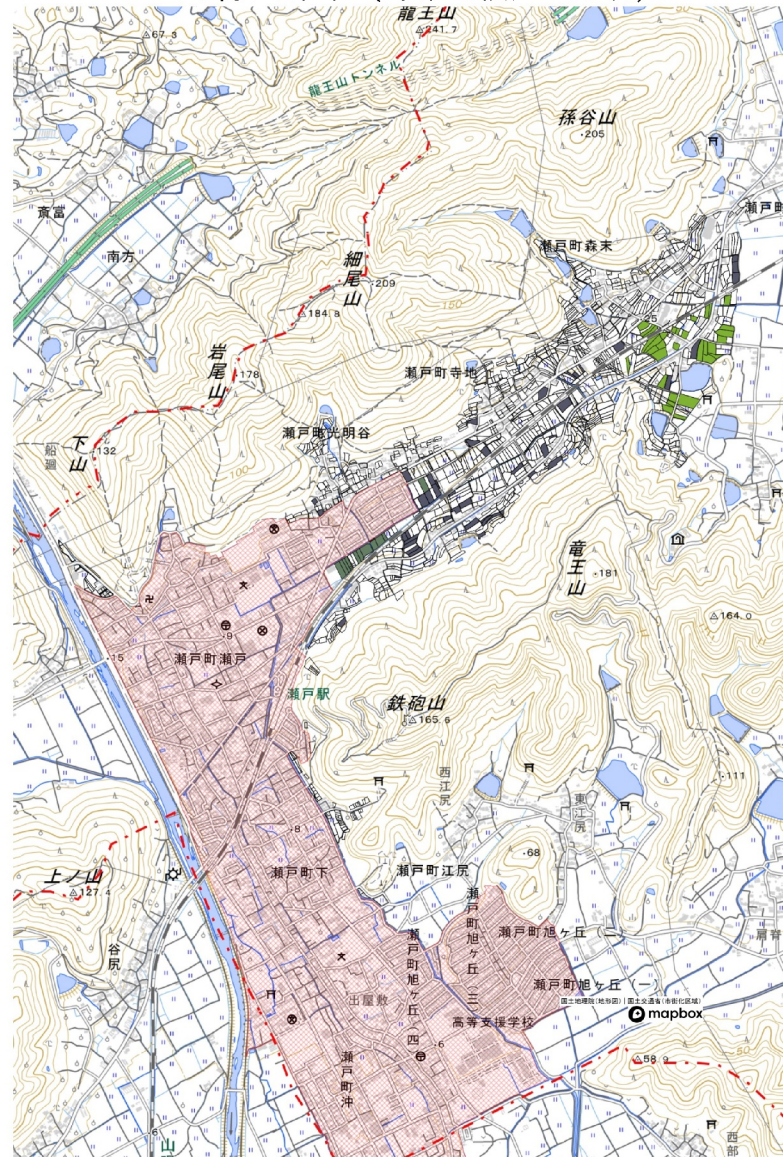 龍王山
241.7
67.3
龍王山トンネル
孫谷山
205
斎富
南方
瀬戸町
瀬戸町森末
細尾山
209
150
184.8
25
岩尾山
178
瀬戸町寺地
下山
船廻
132
瀬戸町光明谷
100
竜王山
181
164.0
15
9
瀬戸町瀬戸
瀬戸駅
鉄砲山
165.6
西江尻
東江尻
111
8
68
上ノ山
127.4
瀬戸町下
瀬戸町江尻
谷尻
瀬戸町旭ヶ丘(二)
瀬戸町旭ヶ丘(三)
瀬戸町旭ヶ丘(四
瀬戸町旭ヶ丘(一)
肩脊
国土地理院(地形図) | 国土交通省(市街化区域)
mapbox
出屋敷
高等支援学校
瀬戸町沖
6
58.9
50
6
山
西部